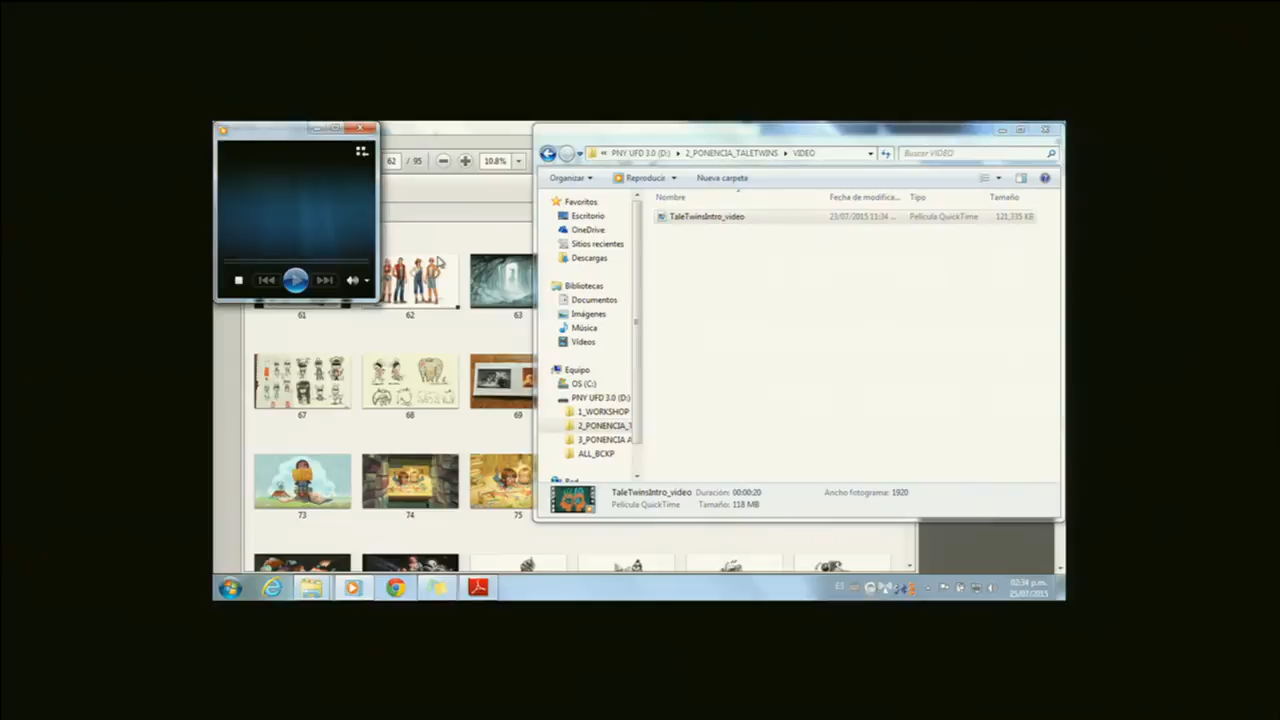 62 / 95
10.8%
61
62
63
67
68
69
73
74
75
PNY UFD 3.0 (D:)
2_PONENCIA_TALETWINS
VIDEO
Buscar VIDEO
Organizar
Reproducir
Nueva carpeta
Nombre
Fecha de modifica...
Tipo
Tamaño
TaleTwinsIntro_video
23/07/2015 11:34 ...
Película QuickTime
121,335 KB
Favoritos
Escritorio
OneDrive
Sitios recientes
Descargas
Bibliotecas
Documentos
Imágenes
Música
Vídeos
Equipo
OS (C:)
PNY UFD 3.0 (D:)
1_WORKSHOP
2_PONENCIA_T
3_PONENCIA A
ALL_BCKP
TaleTwinsIntro_video
Duración: 00:00:20
Ancho fotograma: 1920
Película QuickTime
Tamaño: 118 MB
ES
02:34 p.m.
25/07/2015